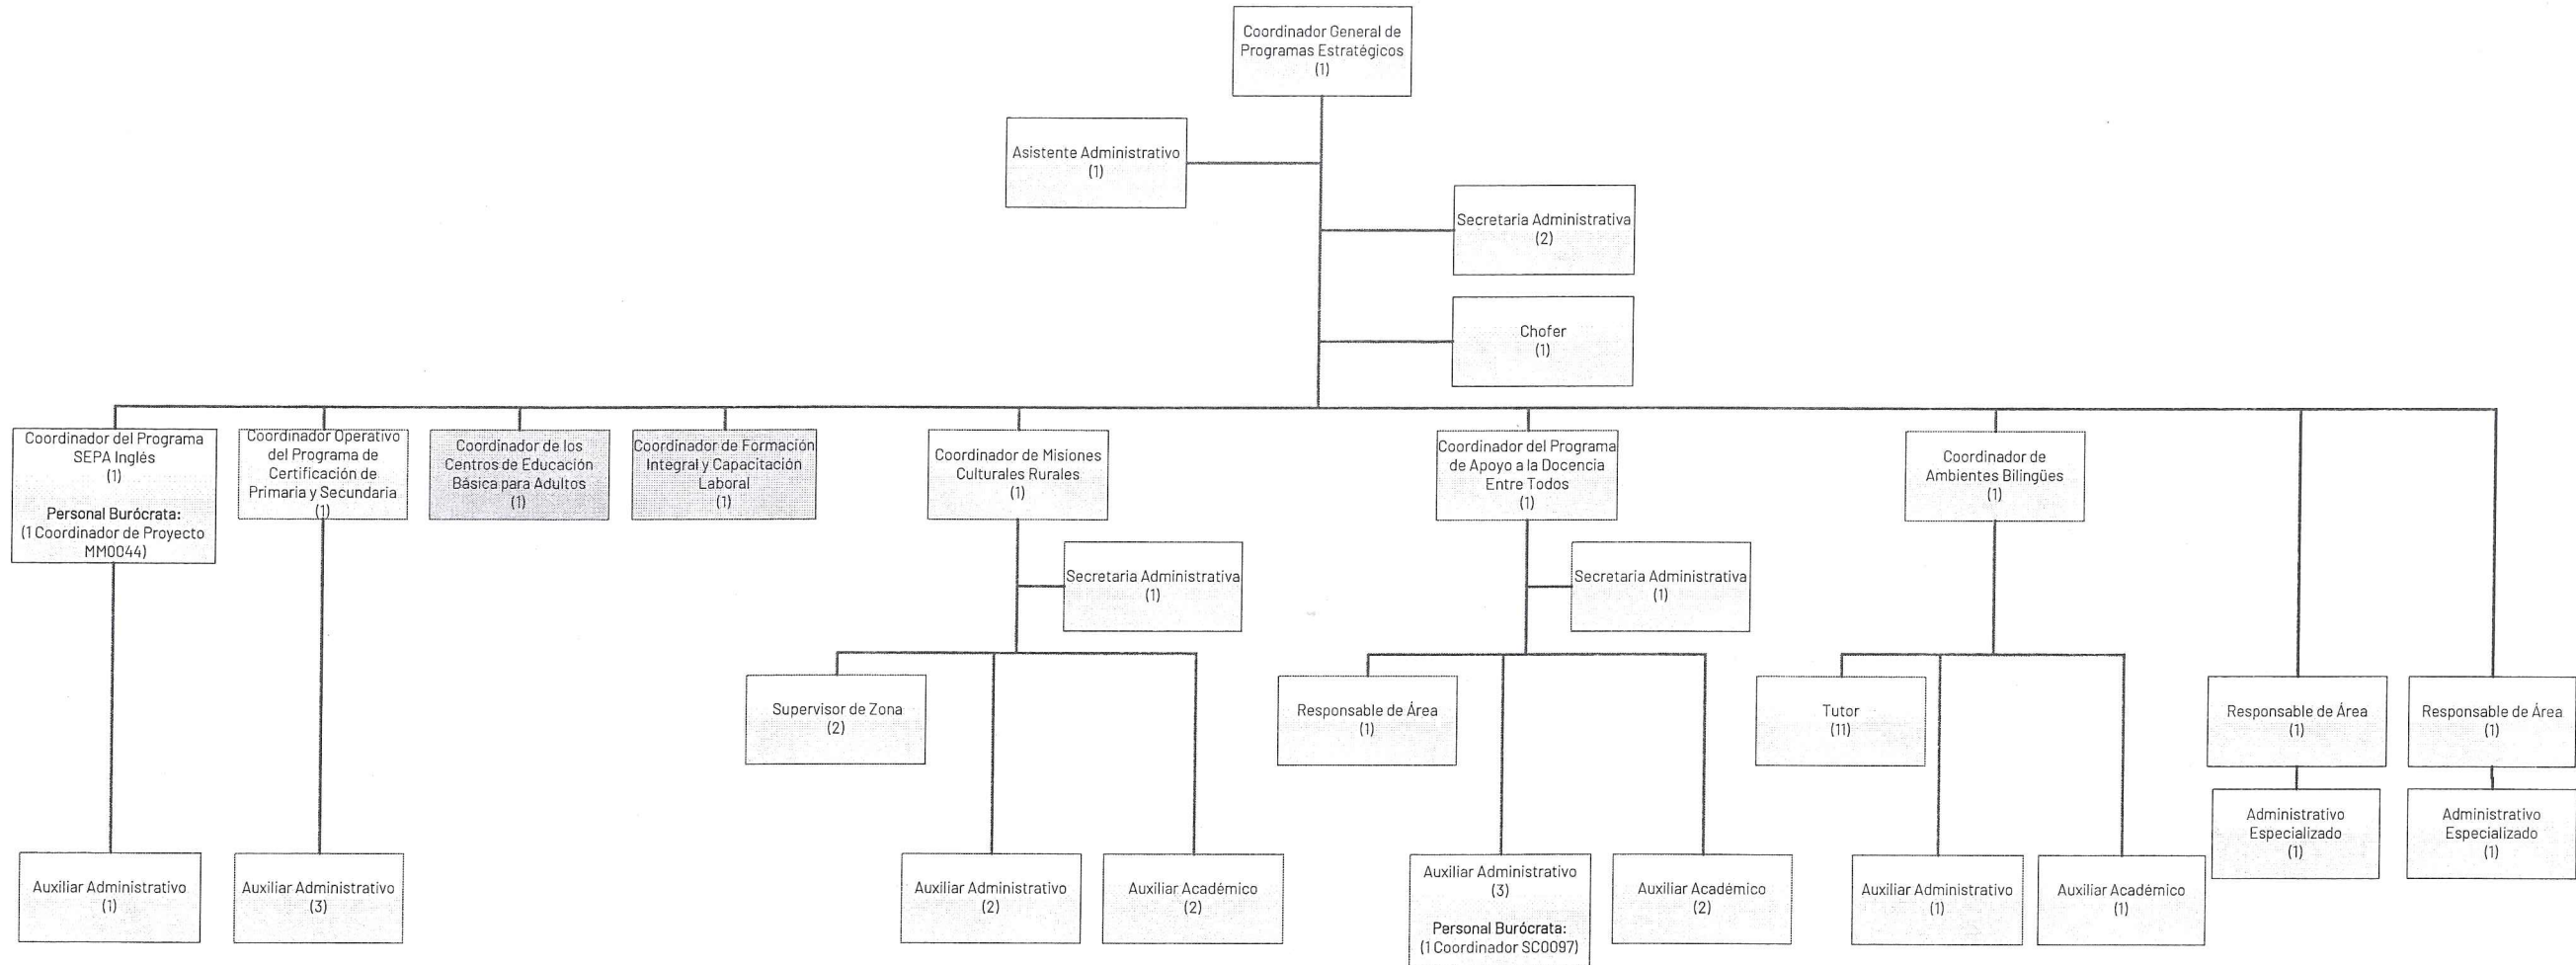 Coordinador General de
Programas Estratégicos
(1)
Asistente Administrativo
(1)
Secretaria Administrativa
(2)
Chofer
(1)
Coordinador del Programa
SEPA Inglés
(1)
Personal Burócrata:
(1 Coordinador de Proyecto
MM0044)
Coordinador Operativo
del Programa de
Certificación de
Primaria y Secundaria
(1)
Coordinador de los
Centros de Educación
Básica para Adultos
(1)
Coordinador de Formación
Integral y Capacitación
Laboral
(1)
Coordinador de Misiones
Culturales Rurales
(1)
Coordinador del Programa
de Apoyo a la Docencia
Entre Todos
(1)
Coordinador de
Ambientes Bilingües
(1)
Secretaria Administrativa
(1)
Secretaria Administrativa
(1)
Supervisor de Zona
(2)
Responsable de Área
(1)
Tutor
(11)
Responsable de Área
(1)
Responsable de Área
(1)
Administrativo
Especializado
(1)
Administrativo
Especializado
(1)
Auxiliar Administrativo
(1)
Auxiliar Administrativo
(3)
Auxiliar Administrativo
(2)
Auxiliar Académico
(2)
Auxiliar Administrativo
(3)
Personal Burócrata:
(1 Coordinador SC0097)
Auxiliar Académico
(2)
Auxiliar Administrativo
(1)
Auxiliar Académico
(1)